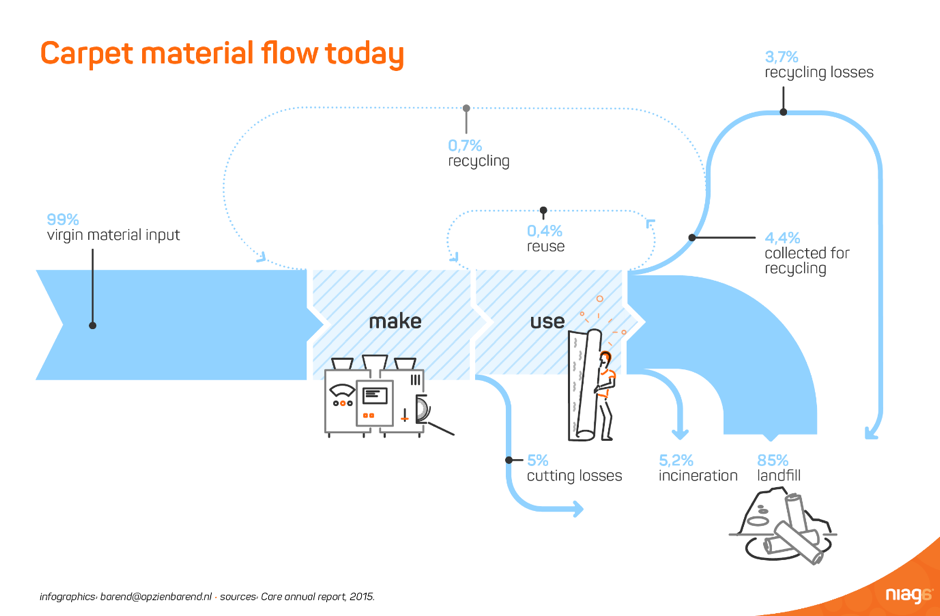 Carpet material flow today
3,7%
recycling losses
0,7%
recycling
99%
virgin material input
0,4%
reuse
4,4%
collected for
recycling
make
use
5%
cutting losses
5,2%
incineration
85%
landfill
infographics: barend@opzienbarend.nl · sources: Care annual report, 2015.
niaga